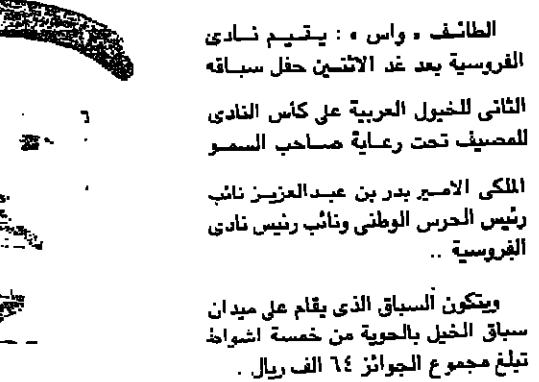 الطائف « واس » : يقيم نادى
الفروسية بعد غد الاثنين حفل سباقه
الثانى للخيول العربية على كأس النادى
للمصيف تحت رعاية صاحب السمو
الملكى الامير بدر بن عبدالعزيز نائب
رئيس الحرس الوطنى ونائب رئيس نادى
الفروسية ..
ويتكون السباق الذى يقام على ميدان
سباق الخيل بالحوية من خمسة اشواط
تبلغ مجموع الجوائز ٦٤ الف ريال .